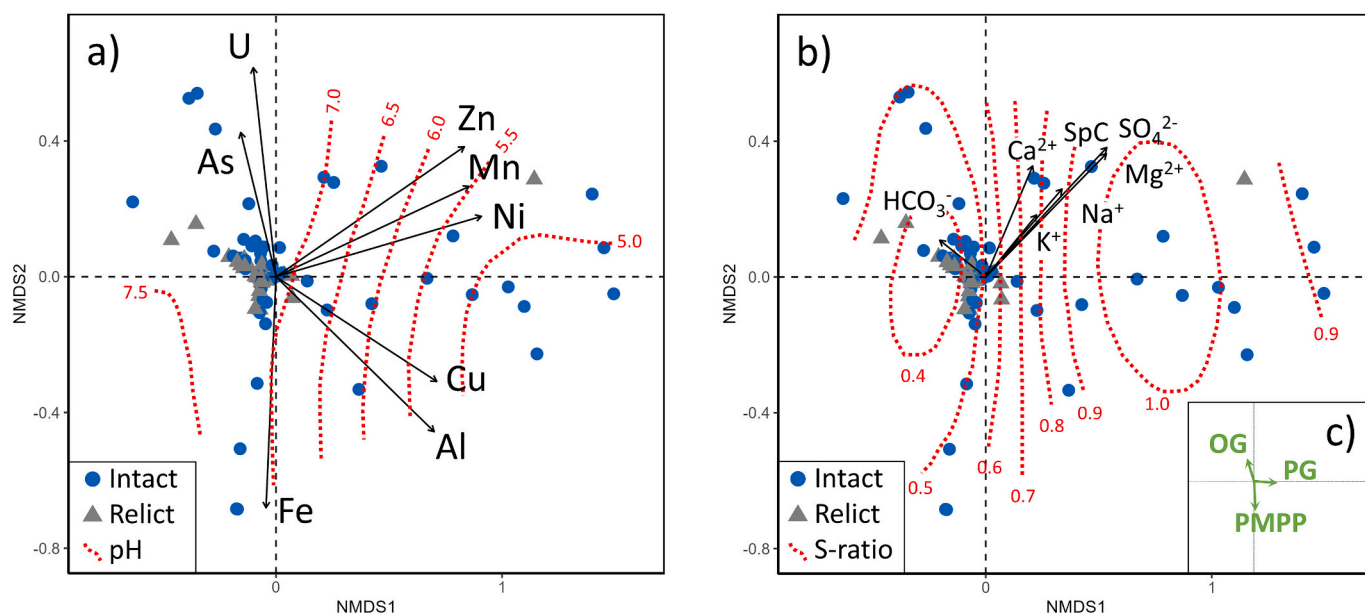 a)
U
As
Zn
Mn
Ni
Cu
Al
Fe
7.0
6.5
6.0
5.5
5.0
7.5
0.4
0.0
-0.4
-0.8
NMDS2
0
1
NMDS1
Intact
Relict
pH
b)
Ca²⁺
SpC
SO₄²⁻
Mg²⁺
HCO₃⁻
Na⁺
K⁺
0.4
0.5
0.6
0.7
0.8
0.9
1.0
0.9
0.4
0.0
-0.4
-0.8
NMDS2
0
1
NMDS1
Intact
Relict
S-ratio
c)
OG
PG
PMPP